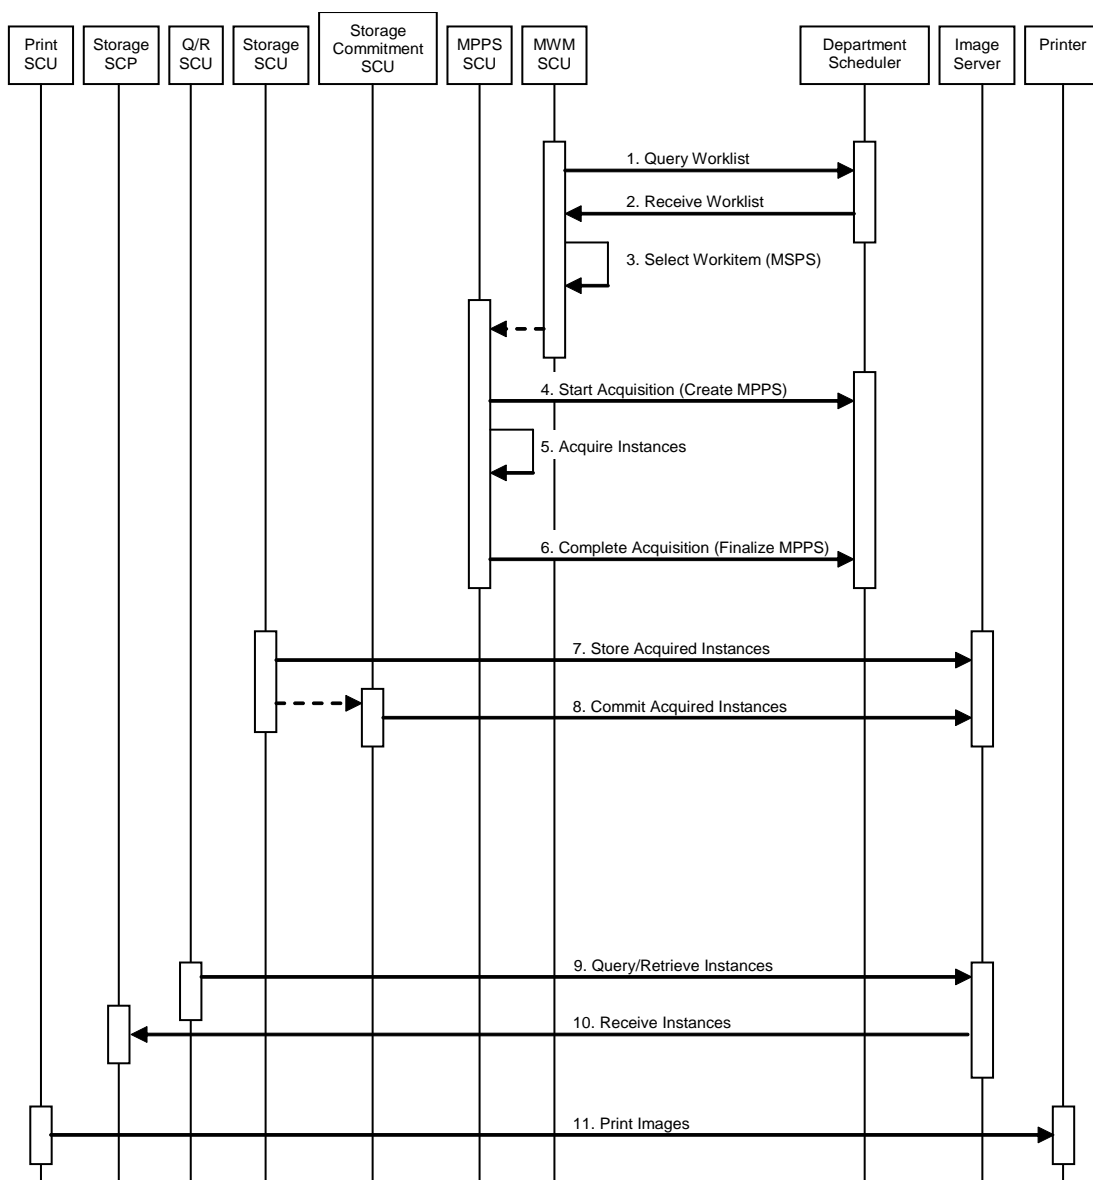 Print
SCU
Storage
SCP
Q/R
SCU
Storage
SCU
Storage
Commitment
SCU
MPPS
SCU
MWM
SCU
Department
Scheduler
Image
Server
Printer
1. Query Worklist
2. Receive Worklist
3. Select Workitem (MSPS)
4. Start Acquisition (Create MPPS)
5. Acquire Instances
6. Complete Acquisition (Finalize MPPS)
7. Store Acquired Instances
8. Commit Acquired Instances
9. Query/Retrieve Instances
10. Receive Instances
11. Print Images